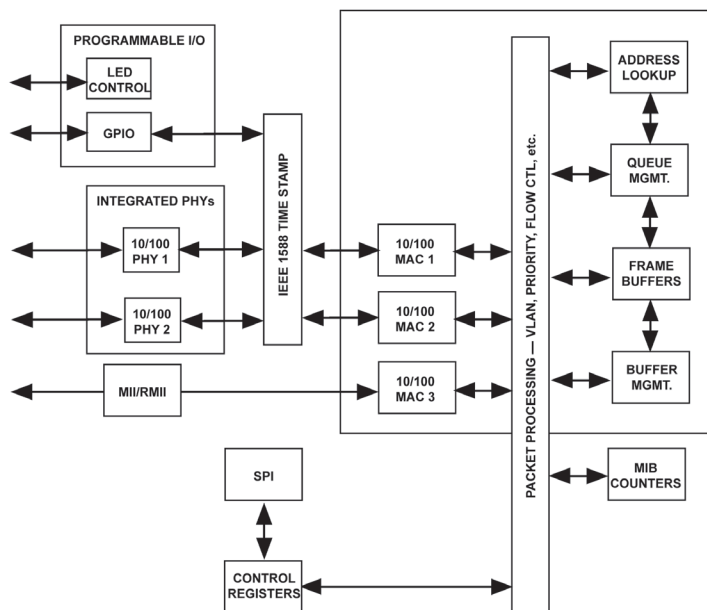 PROGRAMMABLE I/O
LED
CONTROL
GPIO
INTEGRATED PHYs
10/100
PHY 1
10/100
PHY 2
MII/RMII
IEEE 1588 TIME STAMP
10/100
MAC 1
10/100
MAC 2
10/100
MAC 3
PACKET PROCESSING — VLAN, PRIORITY, FLOW CTL, etc.
ADDRESS
LOOKUP
QUEUE
MGMT.
FRAME
BUFFERS
BUFFER
MGMT.
MIB
COUNTERS
SPI
CONTROL
REGISTERS